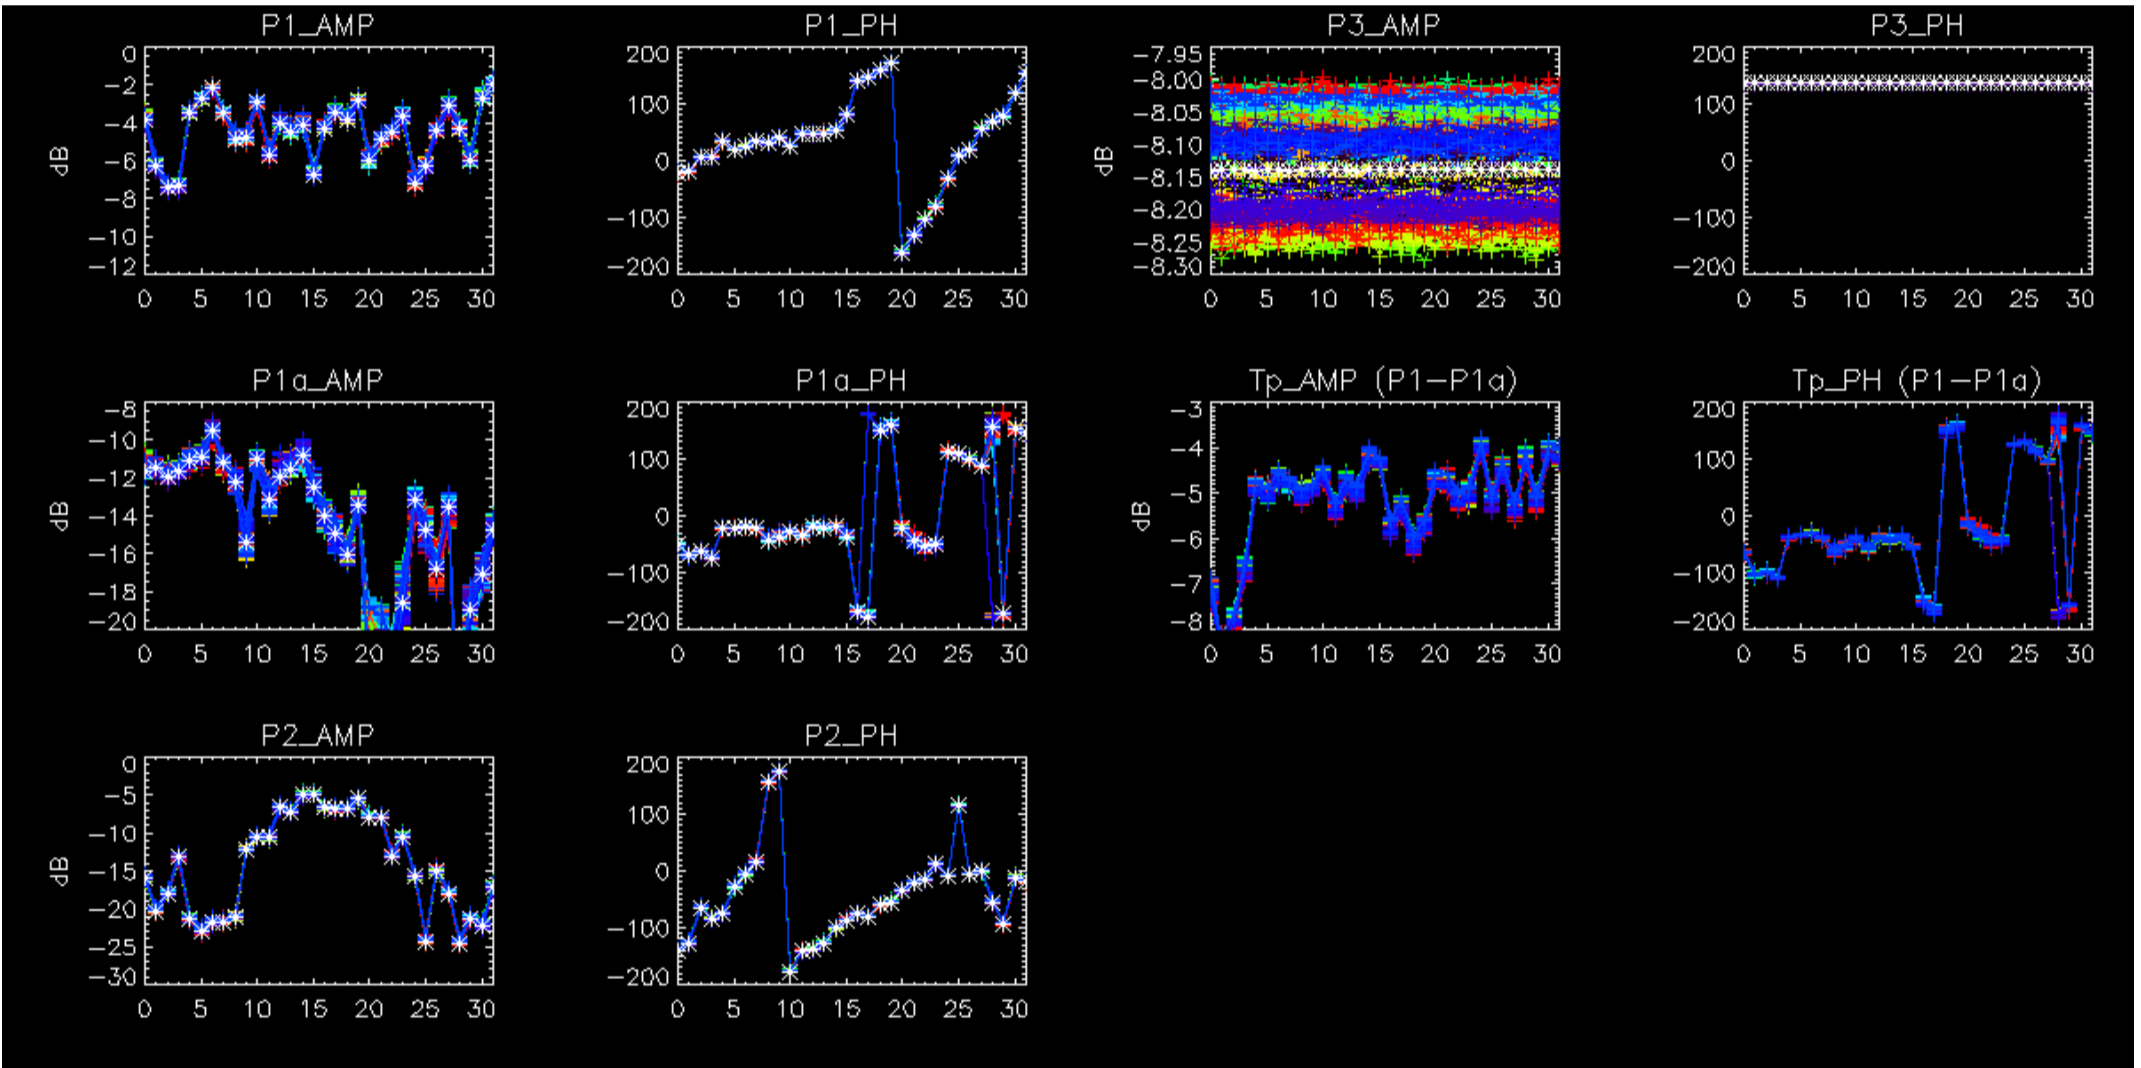 P1_AMP
P1_PH
P3_AMP
P3_PH
dB
0
-2
-4
-6
-8
-10
-12
0 5 10 15 20 25 30
200
100
0
-100
-200
0 5 10 15 20 25 30
dB
-7.95
-8.00
-8.05
-8.10
-8.15
-8.20
-8.25
-8.30
0 5 10 15 20 25 30
200
100
0
-100
-200
0 5 10 15 20 25 30
P1a_AMP
P1a_PH
Tp_AMP (P1-P1a)
Tp_PH (P1-P1a)
dB
-8
-10
-12
-14
-16
-18
-20
0 5 10 15 20 25 30
200
100
0
-100
-200
0 5 10 15 20 25 30
dB
-3
-4
-5
-6
-7
-8
0 5 10 15 20 25 30
200
100
0
-100
-200
0 5 10 15 20 25 30
P2_AMP
P2_PH
dB
0
-5
-10
-15
-20
-25
-30
0 5 10 15 20 25 30
200
100
0
-100
-200
0 5 10 15 20 25 30